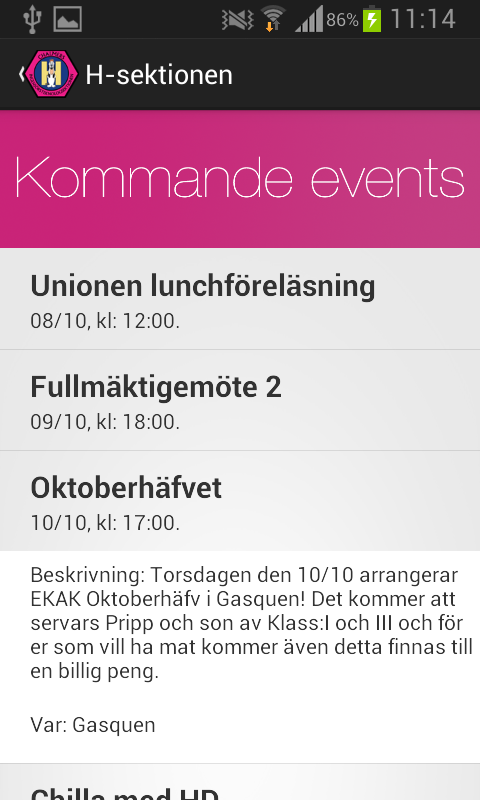 86% 11:14
H-sektionen
Kommande events
Unionen lunchföreläsning
08/10, kl: 12:00.
Fullmäktigemöte 2
09/10, kl: 18:00.
Oktoberhäfvet
10/10, kl: 17:00.
Beskrivning: Torsdagen den 10/10 arrangerar
EKAK Oktoberhäfv i Gasquen! Det kommer att
servars Pripp och son av Klass:I och III och för
er som vill ha mat kommer även detta finnas till
en billig peng.
Var: Gasquen
Chilla med HD